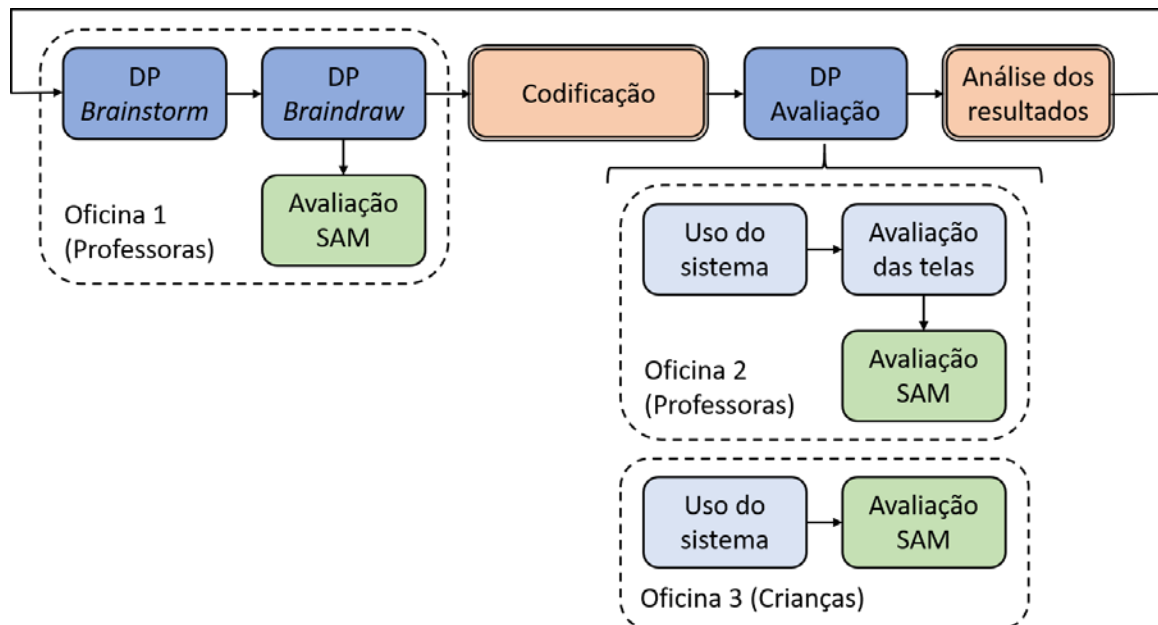 DP
Brainstorm
DP
Braindraw
Codificação
DP
Avaliação
Análise dos
resultados
Oficina 1
(Professoras)
Avaliação
SAM
Uso do
sistema
Avaliação
das telas
Oficina 2
(Professoras)
Avaliação
SAM
Uso do
sistema
Avaliação
SAM
Oficina 3 (Crianças)